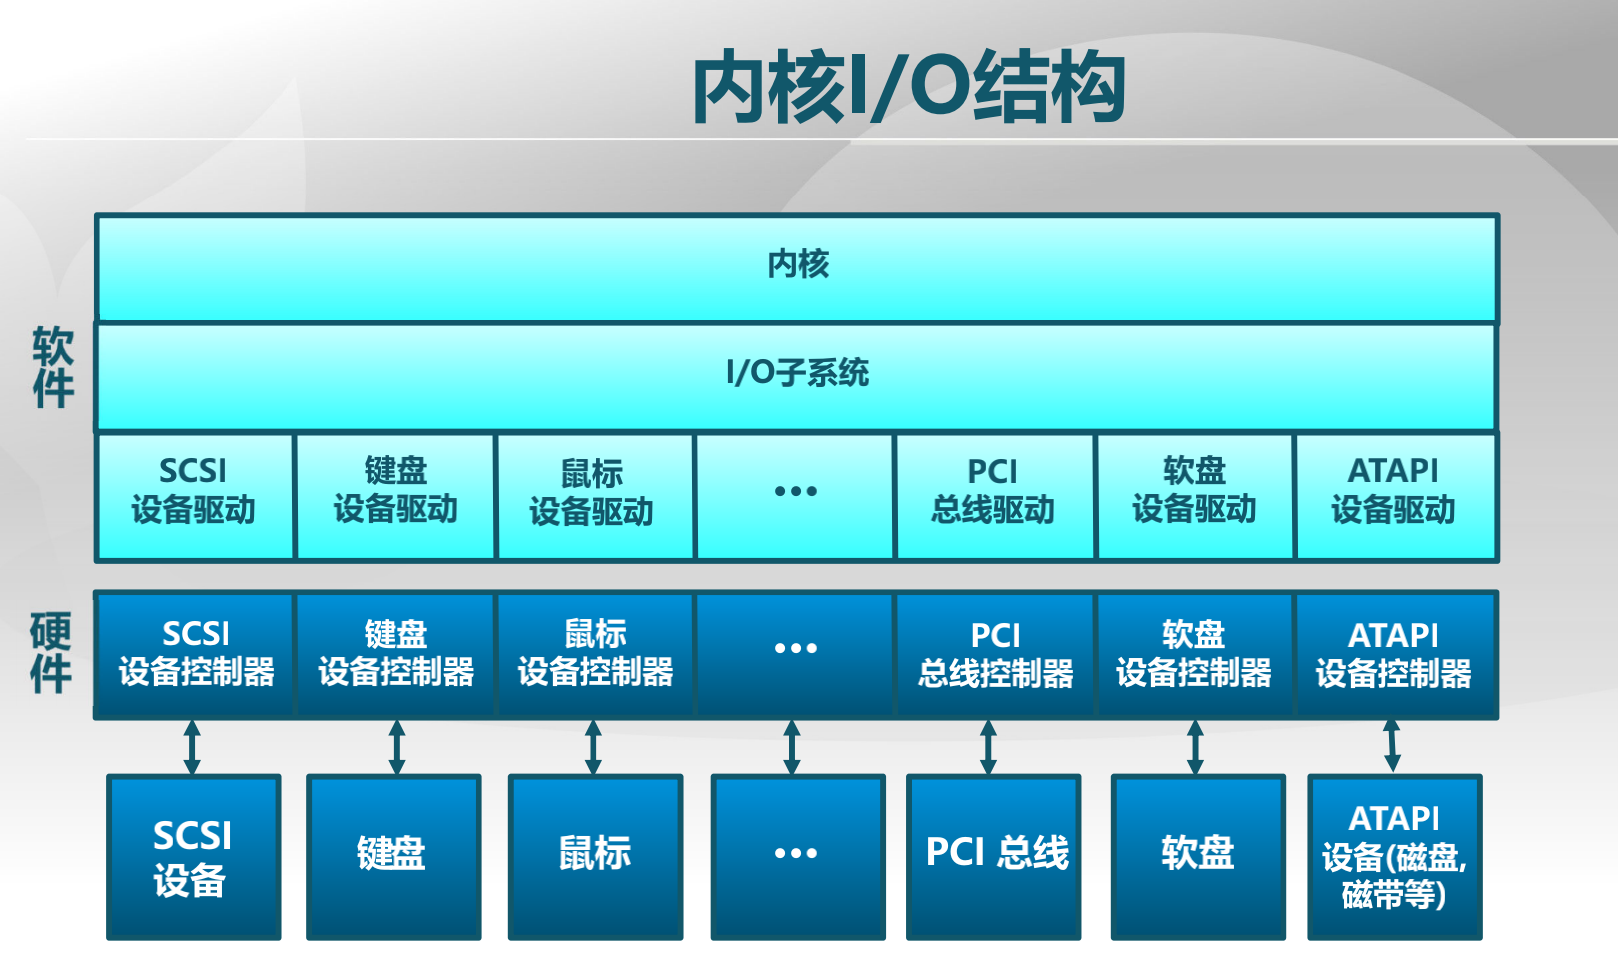 内核I/O结构
内核
软件
I/O子系统
SCSI
设备驱动
键盘
设备驱动
鼠标
设备驱动
•••
PCI
总线驱动
软盘
设备驱动
ATAPI
设备驱动
硬件
SCSI
设备控制器
键盘
设备控制器
鼠标
设备控制器
•••
PCI
总线控制器
软盘
设备控制器
ATAPI
设备控制器
SCSI
设备
键盘
鼠标
•••
PCI 总线
软盘
ATAPI
设备(磁盘,
磁带等)